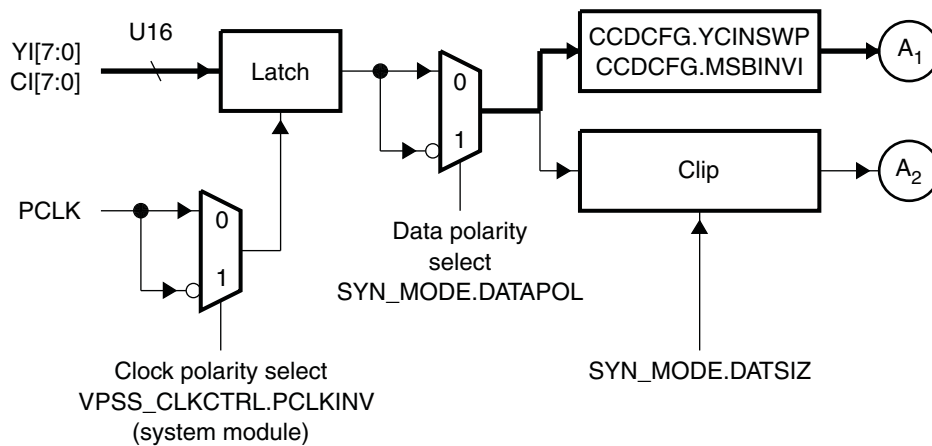 U16
YI[7:0]
CI[7:0]
Latch
0
1
CCDCFG.YCINSWP
CCDCFG.MSBINVI
A1
Clip
A2
PCLK
0
1
Data polarity
select
SYN_MODE.DATAPOL
Clock polarity select
VPSS_CLKCTRL.PCLKINV
(system module)
SYN_MODE.DATSIZ